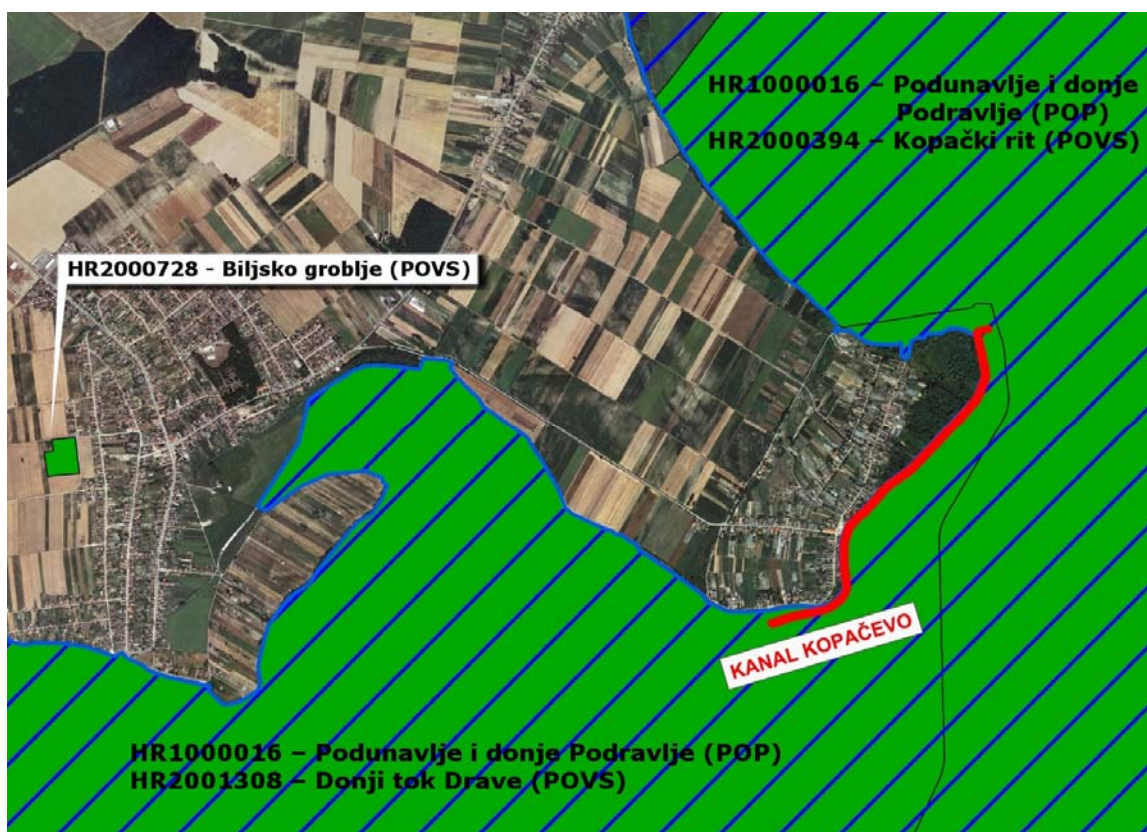 HR1000016 – Podunavlje i donje
Podravlje (POP)
HR2000394 – Kopački rit (POVS)
HR2000728 - Biljsko groblje (POVS)
KANAL KOPAČEVO
HR1000016 – Podunavlje i donje Podravlje (POP)
HR2001308 – Donji tok Drave (POVS)